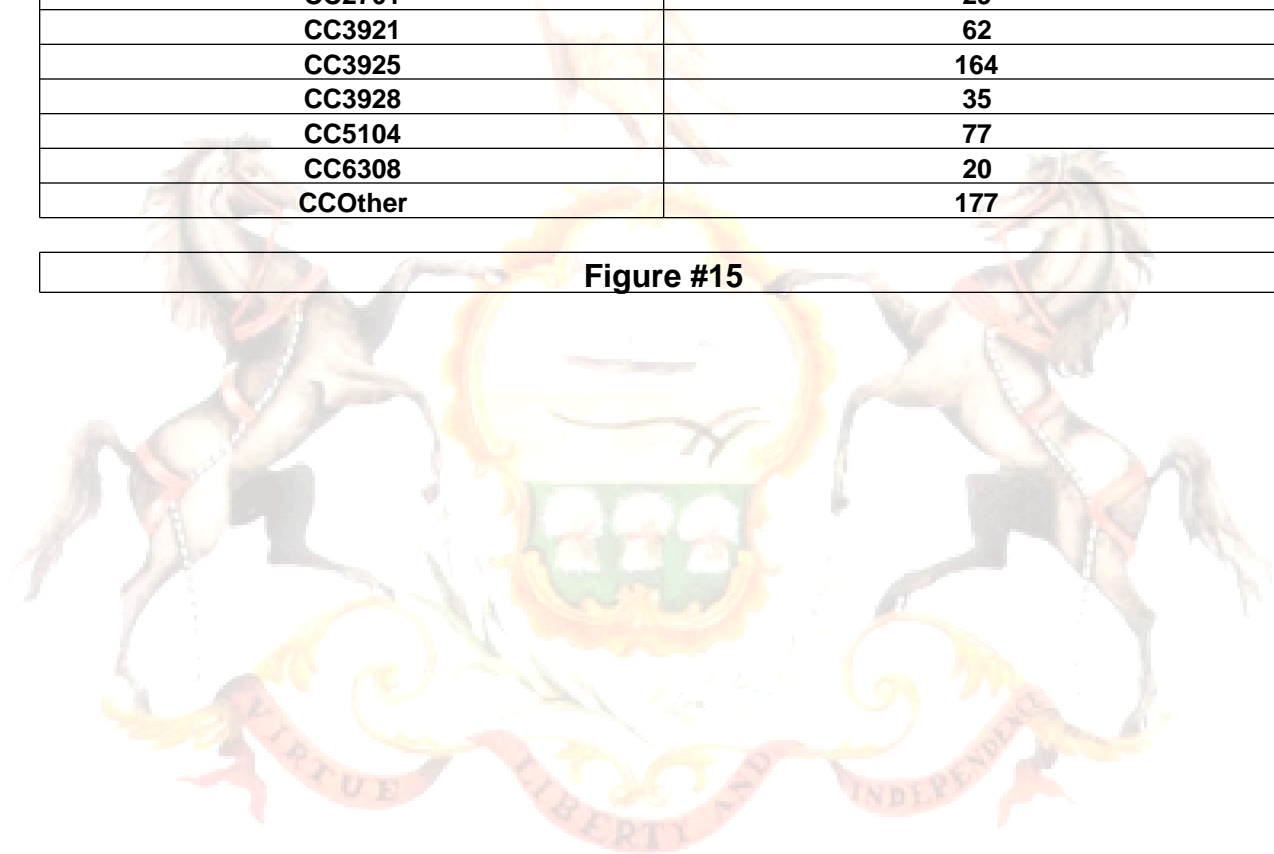 CC3921 62
CC3925 164
CC3928 35
CC5104 77
CC6308 20
CCOther 177
Figure #15
VIRTUE LIBERTY AND INDEPENDENCE